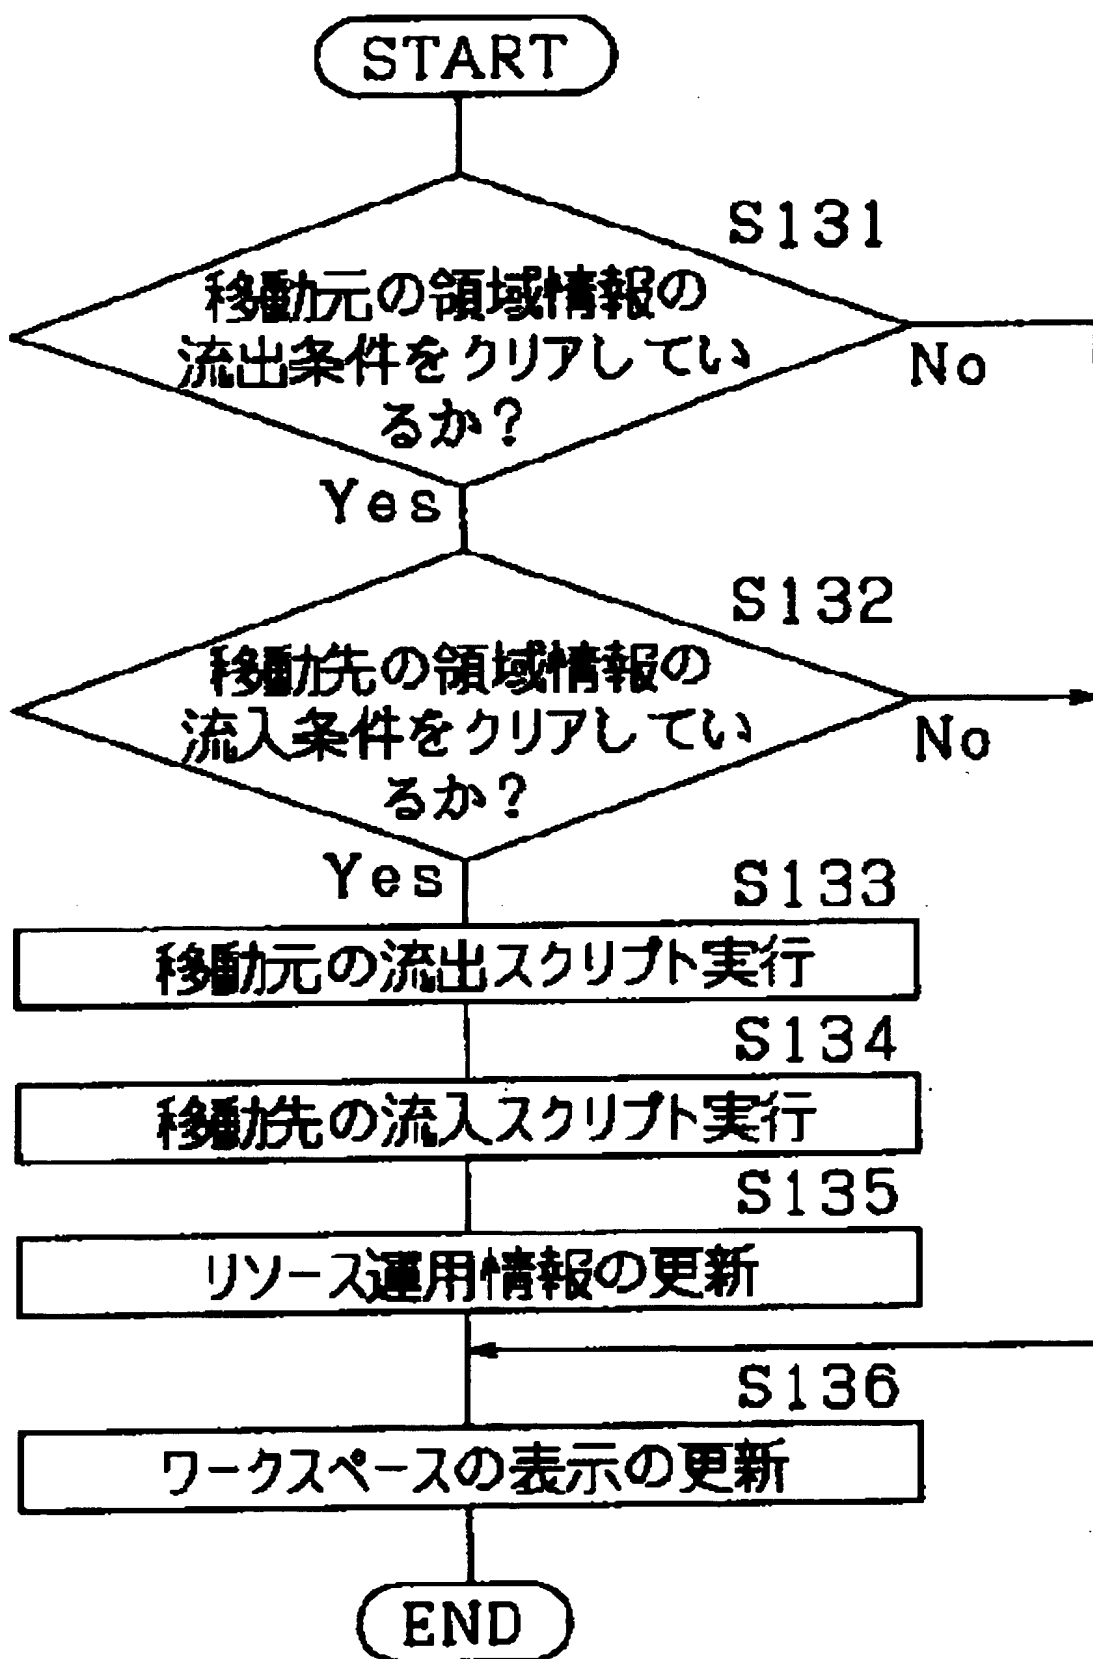 START
S131
移動元の領域情報の
流出条件をクリアしてい
るか?
No
Yes
S132
移動先の領域情報の
流入条件をクリアしてい
るか?
No
Yes
S133
移動元の流出スクリプト実行
S134
移動先の流入スクリプト実行
S135
リソース運用情報の更新
S136
ワークスペースの表示の更新
END